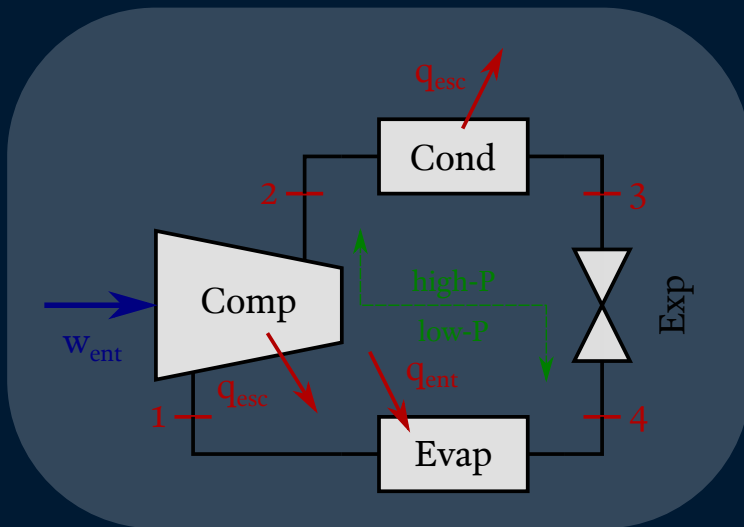 q_esc
Cond
2
3
high-P
Comp
Exp
low-P
w_ent
q_ent
q_esc
1
4
Evap